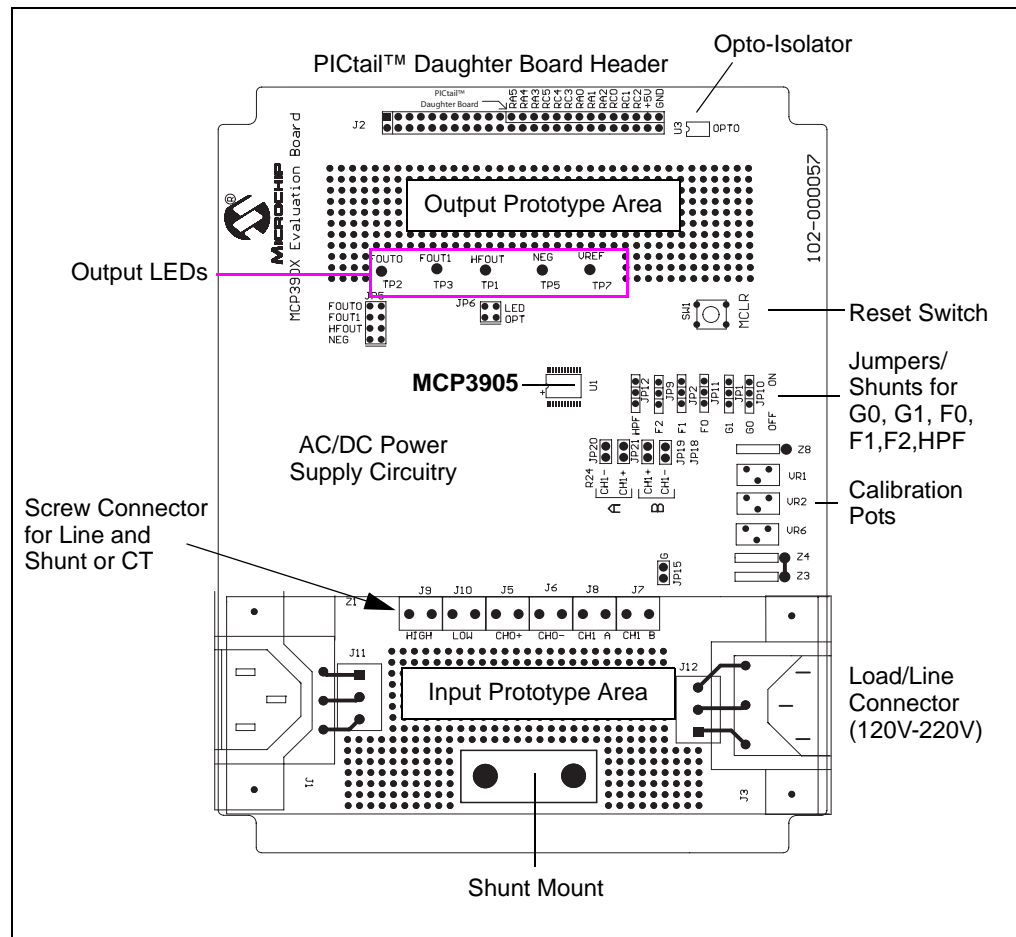 Opto-Isolator
PICtail™ Daughter Board Header
PICtail™
Daughter Board
RA5
RA4
RA3
RC5
RC4
RC3
RA0
RA1
RA2
RC0
RC1
RC2
+5V
GND
J2
U3
OPTO
®
MICROCHIP
MCP390X Evaluation Board
102-000057
Output Prototype Area
Output LEDs
FOUT0
FOUT1
HFOUT
NEG
VREF
TP2
TP3
TP1
TP5
TP7
JP5
FOUT0
FOUT1
HFOUT
NEG
JP6
LED
OPT
SW1
MCLR
Reset Switch
MCP3905
+
U1
JP12
JP9
JP2
JP11
JP1
JP10
ON
HPF
F2
F1
F0
G1
G0
OFF
Jumpers/
Shunts for
G0, G1, F0,
F1,F2,HPF
AC/DC Power
Supply Circuitry
JP20
JP21
JP19
JP18
R24
CH1-
CH1+
CH1+
CH1-
A
B
Z8
VR1
VR2
VR6
Z4
Z3
Calibration
Pots
Screw Connector
for Line and
Shunt or CT
G
JP15
Z1
J9
J10
J5
J6
J8
J7
HIGH
LOW
CH0+
CH0-
CH1 A
CH1 B
J11
J12
Input Prototype Area
Load/Line
Connector
(120V-220V)
J1
J3
Shunt Mount